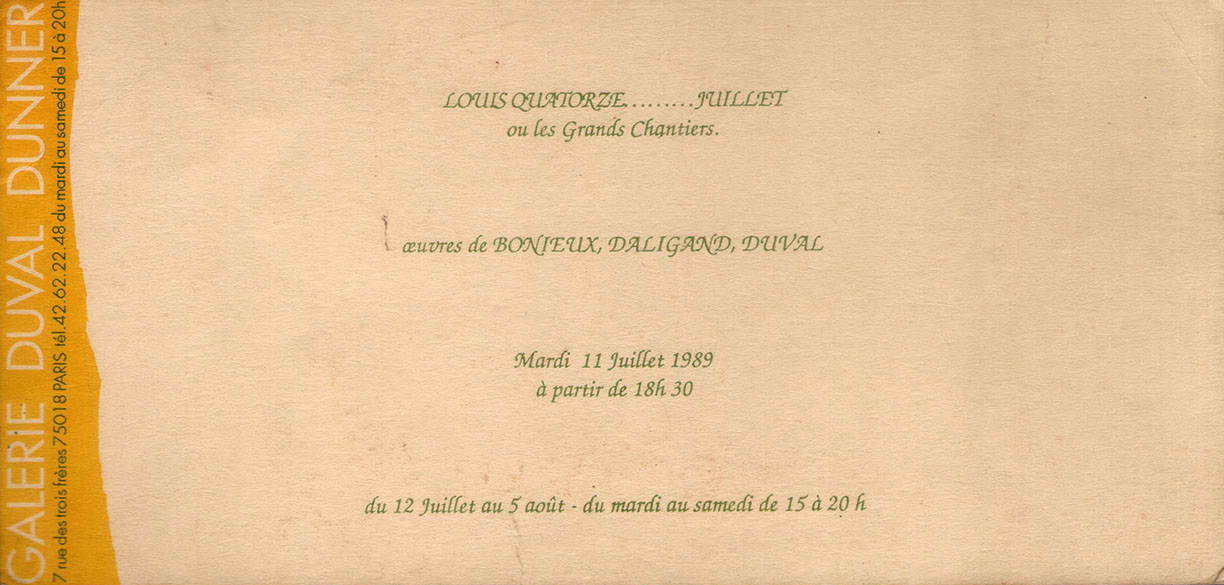 GALERIE DUVAL DUNNER
7 rue des trois frères 75018 PARIS tél.42.62.22.48 du mardi au samedi de 15 à 20h
LOUIS QUATORZE.........JUILLET
ou les Grands Chantiers.
œuvres de BONIEUX, DALIGAND, DUVAL
Mardi 11 Juillet 1989
à partir de 18h 30
du 12 Juillet au 5 août - du mardi au samedi de 15 à 20 h